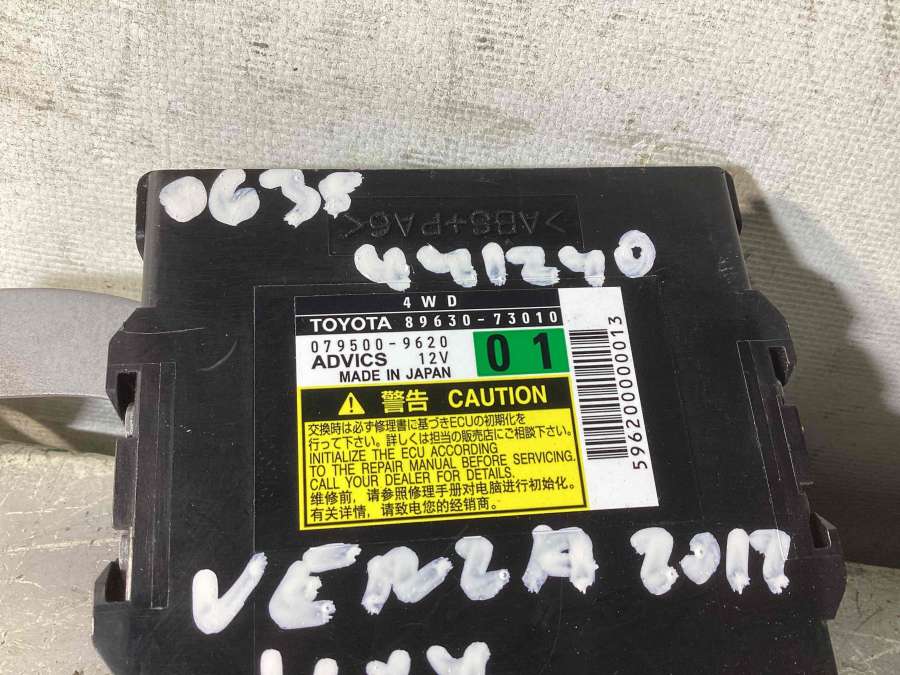 0635
>ABS+PA6<
441240
4WD
TOYOTA 89630-73010
079500-9620
ADVICS 12V
MADE IN JAPAN
01
5962000000013
警告 CAUTION
交換時は必ず修理書に基づきECUの初期化を
行って下さい。詳しくは担当の販売店にご相談下さい。
INITIALIZE THE ECU ACCORDING
TO THE REPAIR MANUAL BEFORE SERVICING.
CALL YOUR DEALER FOR DETAILS.
维修前，请参照修理手册对电脑进行初始化。
有关详情，请致电您的经销商。
VENZA 2017